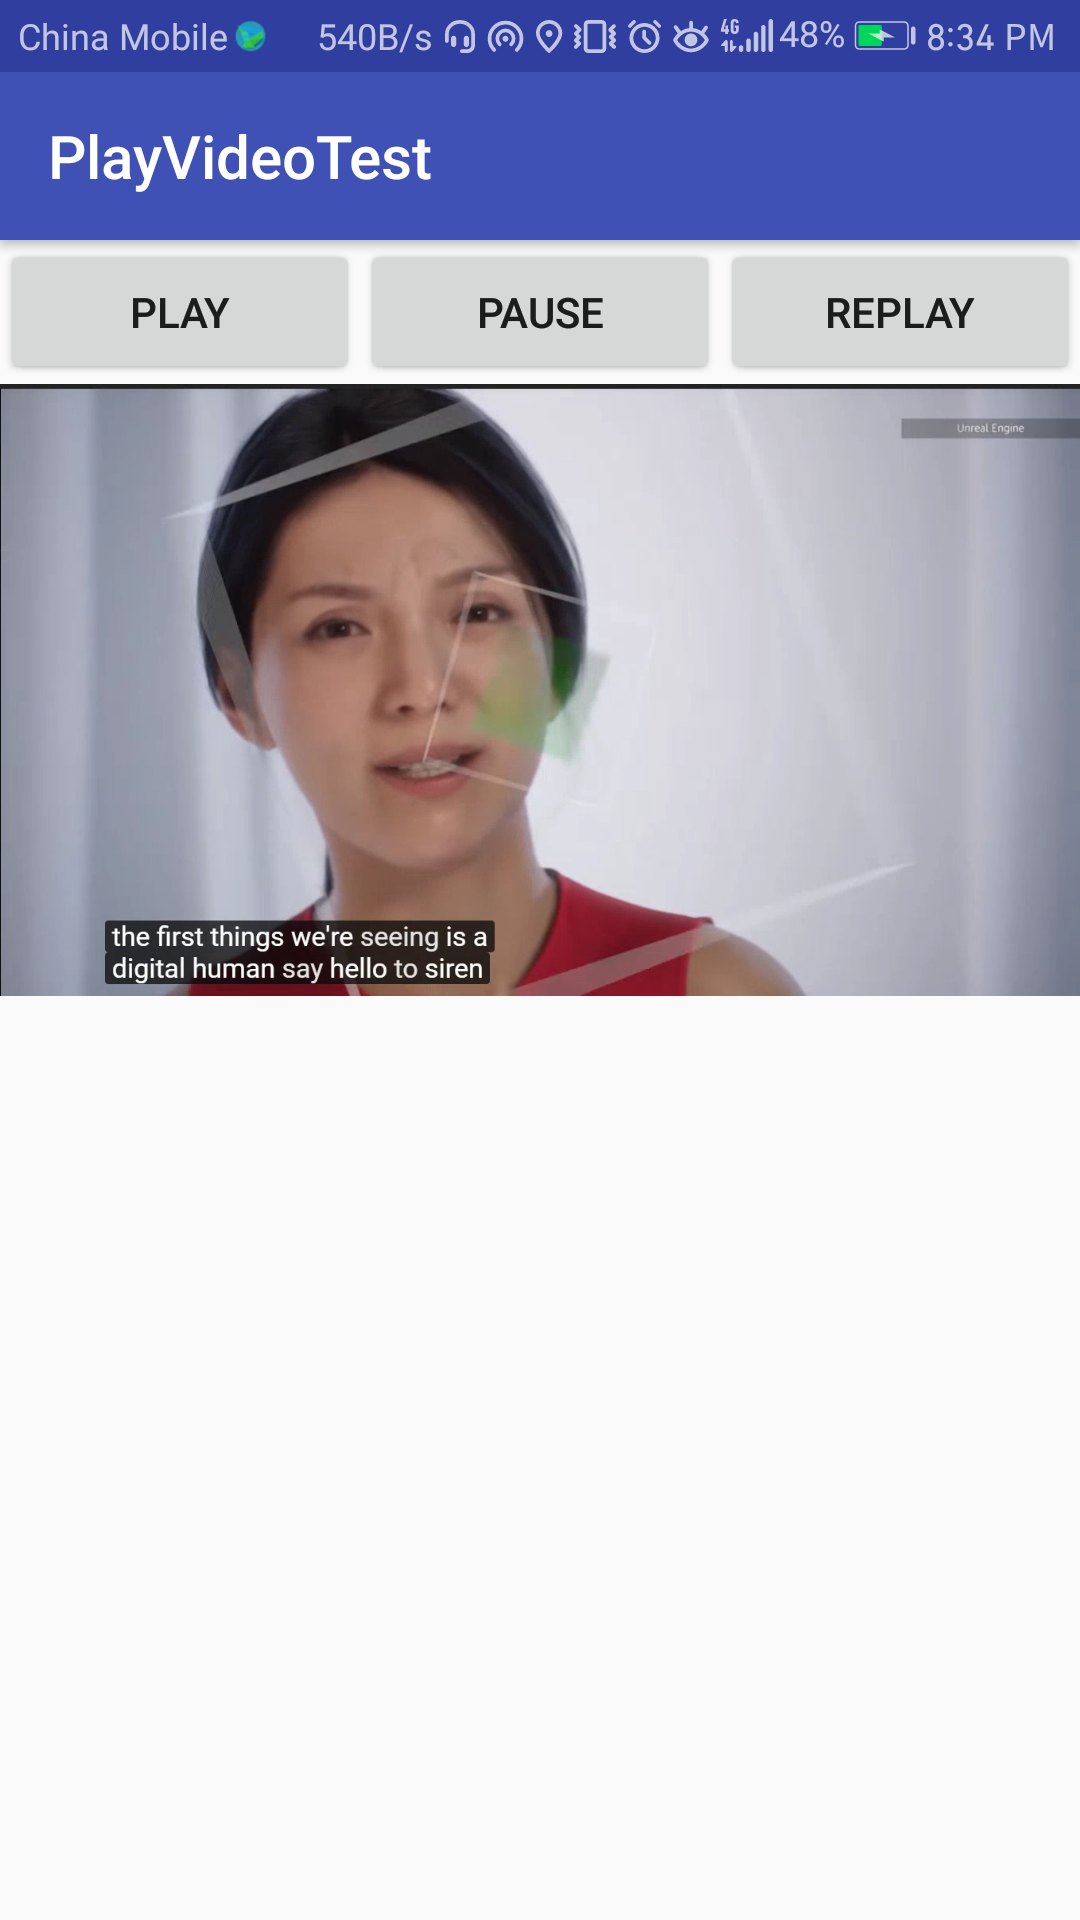 China Mobile 540B/s 4G 48% 8:34 PM
PlayVideoTest
PLAY PAUSE REPLAY
Unreal Engine
the first things we're seeing is a
digital human say hello to siren